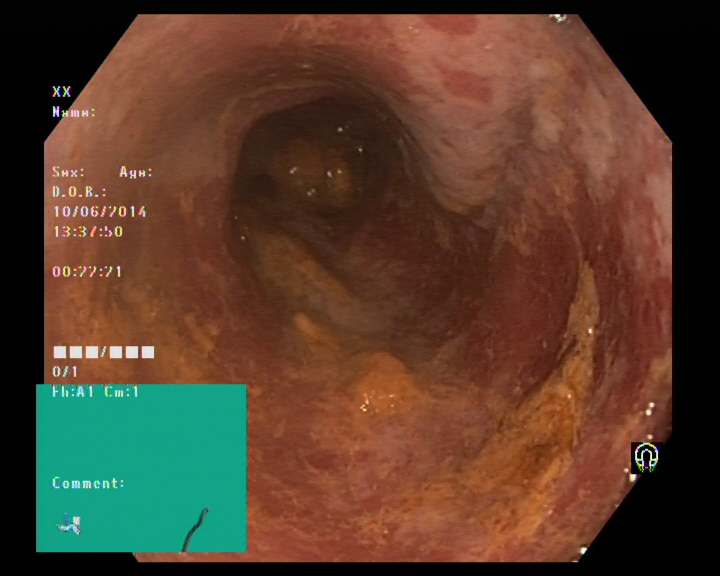 XX
Name:
Sex: Age:
D.O.B.:
10/06/2014
13:37:50
00:22:21
■■■/■■■
0/1
Ph:A1 Cm:1
Comment: